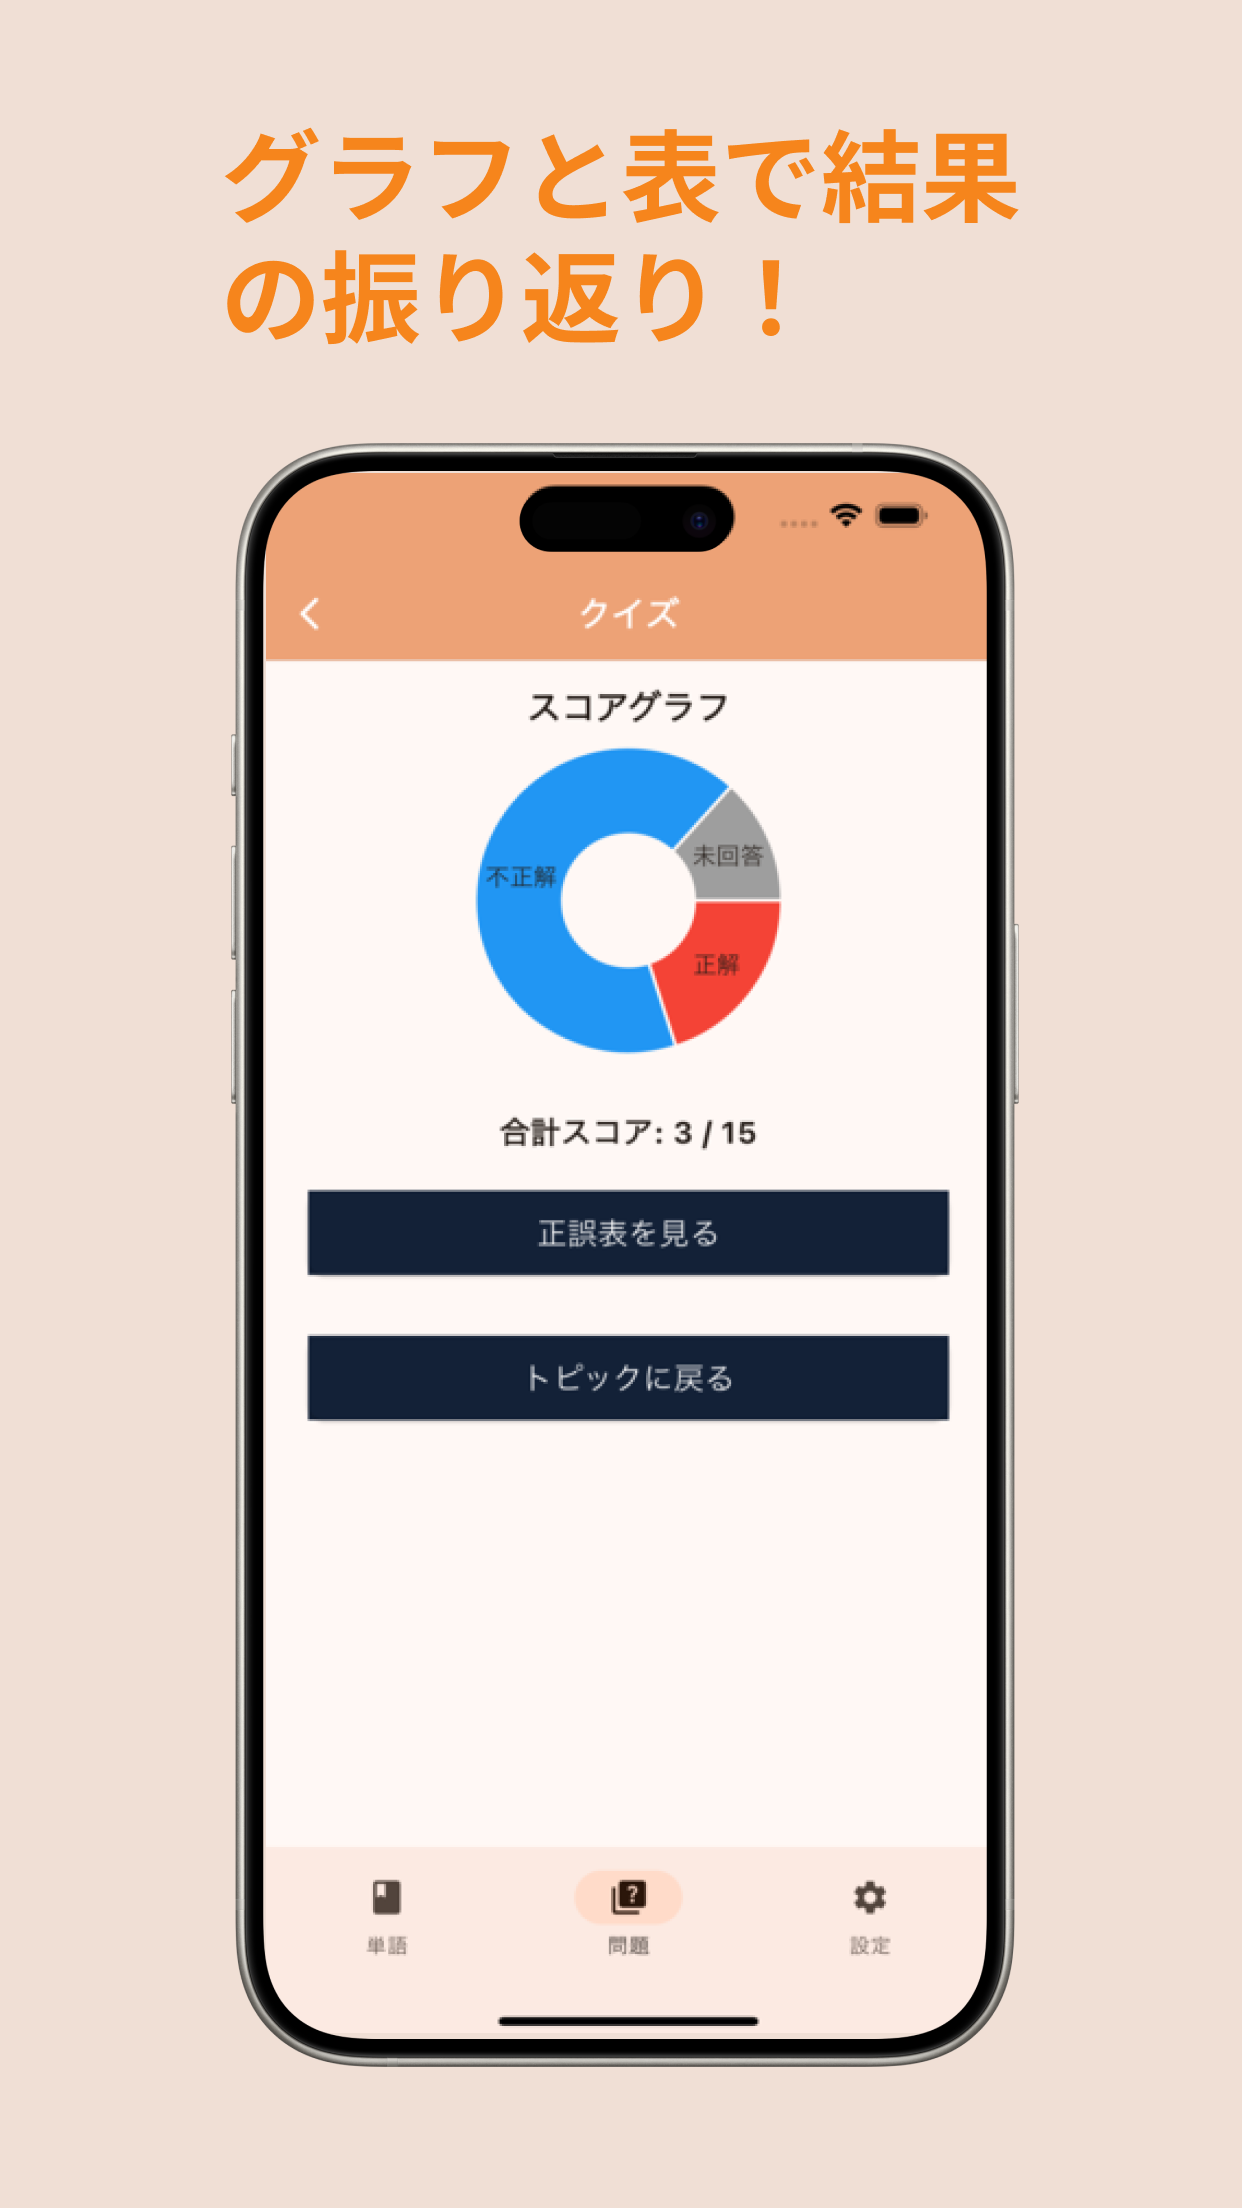 グラフと表で結果
の振り返り！
クイズ
スコアグラフ
未回答
不正解
正解
合計スコア: 3 / 15
正誤表を見る
トピックに戻る
単語
問題
設定